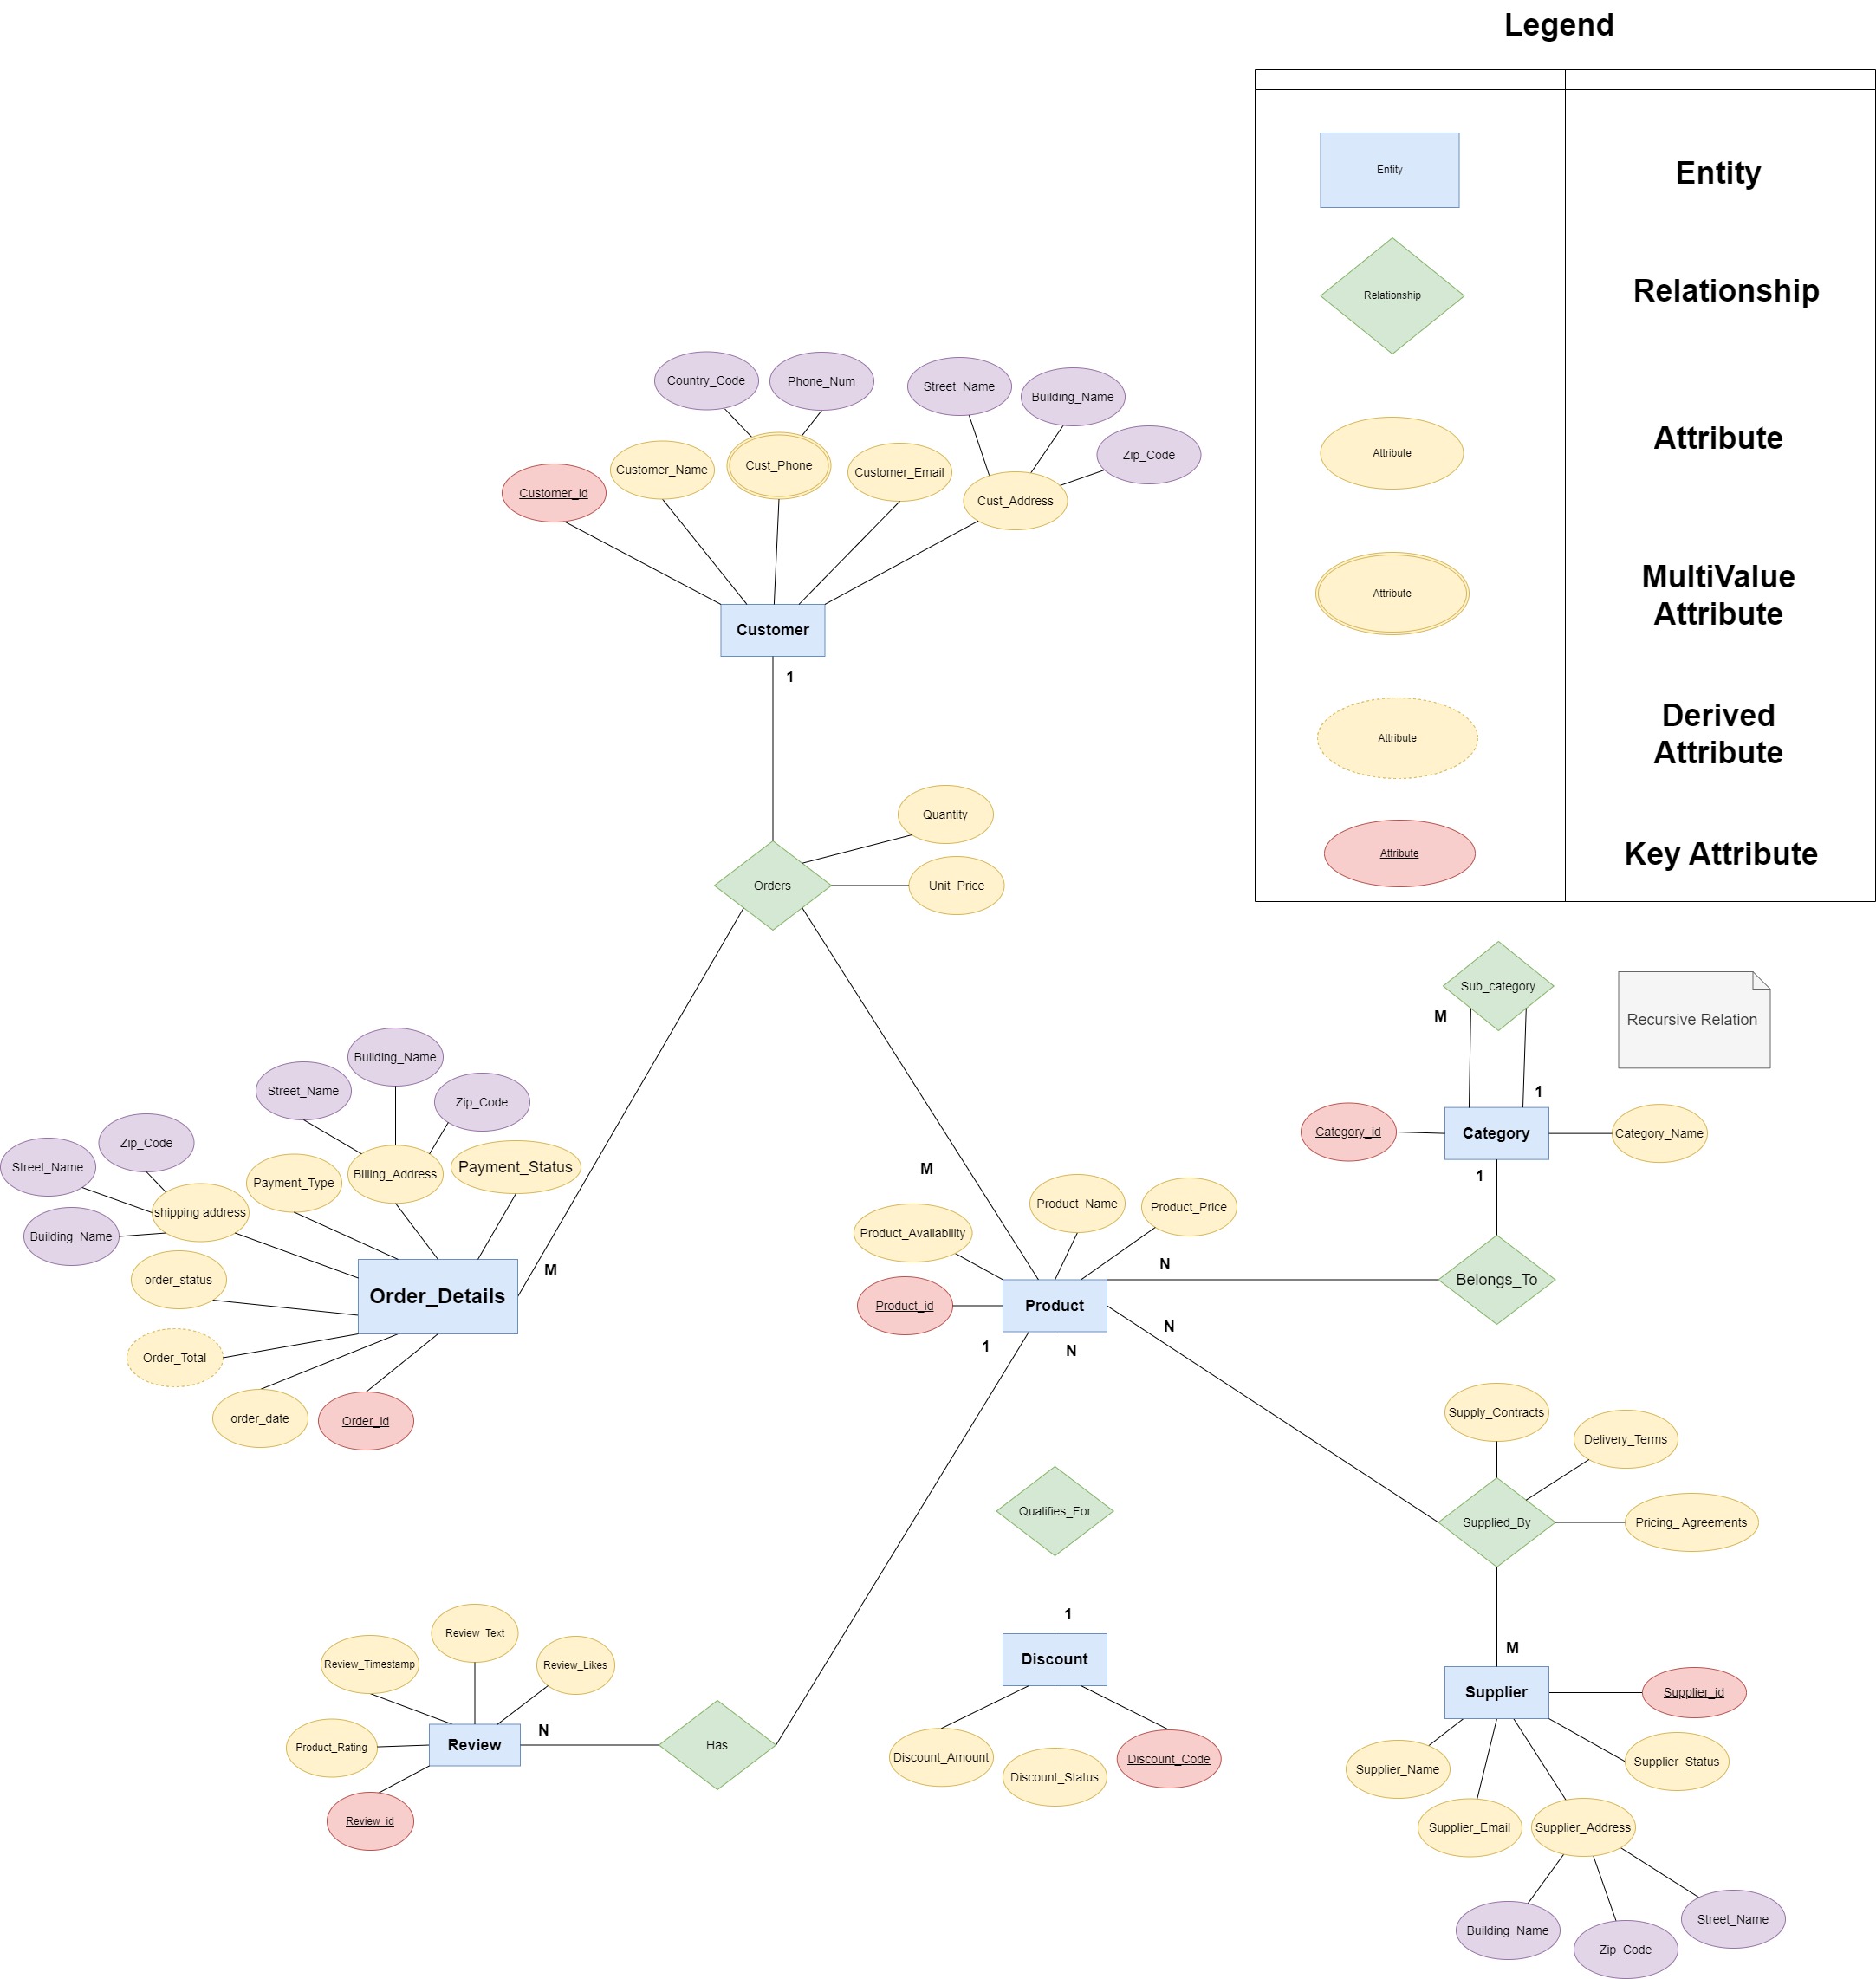 Legend
Entity
Entity
Relationship
Relationship
Attribute
Attribute
Attribute
MultiValue
Attribute
Attribute
Derived
Attribute
Attribute
Key Attribute
Country_Code
Phone_Num
Street_Name
Building_Name
Zip_Code
Customer_id
Customer_Name
Cust_Phone
Customer_Email
Cust_Address
Customer
1
Quantity
Orders
Unit_Price
Sub_category
M
Recursive Relation
1
Category_id
Category
Category_Name
1
Building_Name
Street_Name
Zip_Code
Zip_Code
Street_Name
Payment_Type
Billing_Address
Payment_Status
shipping address
Building_Name
order_status
Order_Details
M
Order_Total
order_date
Order_id
M
Product_Name
Product_Price
Product_Availability
N
Belongs_To
Product_id
Product
N
1
N
Supply_Contracts
Delivery_Terms
Qualifies_For
Supplied_By
Pricing_ Agreements
1
M
Discount
Supplier
Supplier_id
Review_Text
Review_Timestamp
Review_Likes
N
Product_Rating
Review
Has
Discount_Amount
Discount_Status
Discount_Code
Review_id
Supplier_Name
Supplier_Status
Supplier_Email
Supplier_Address
Building_Name
Zip_Code
Street_Name